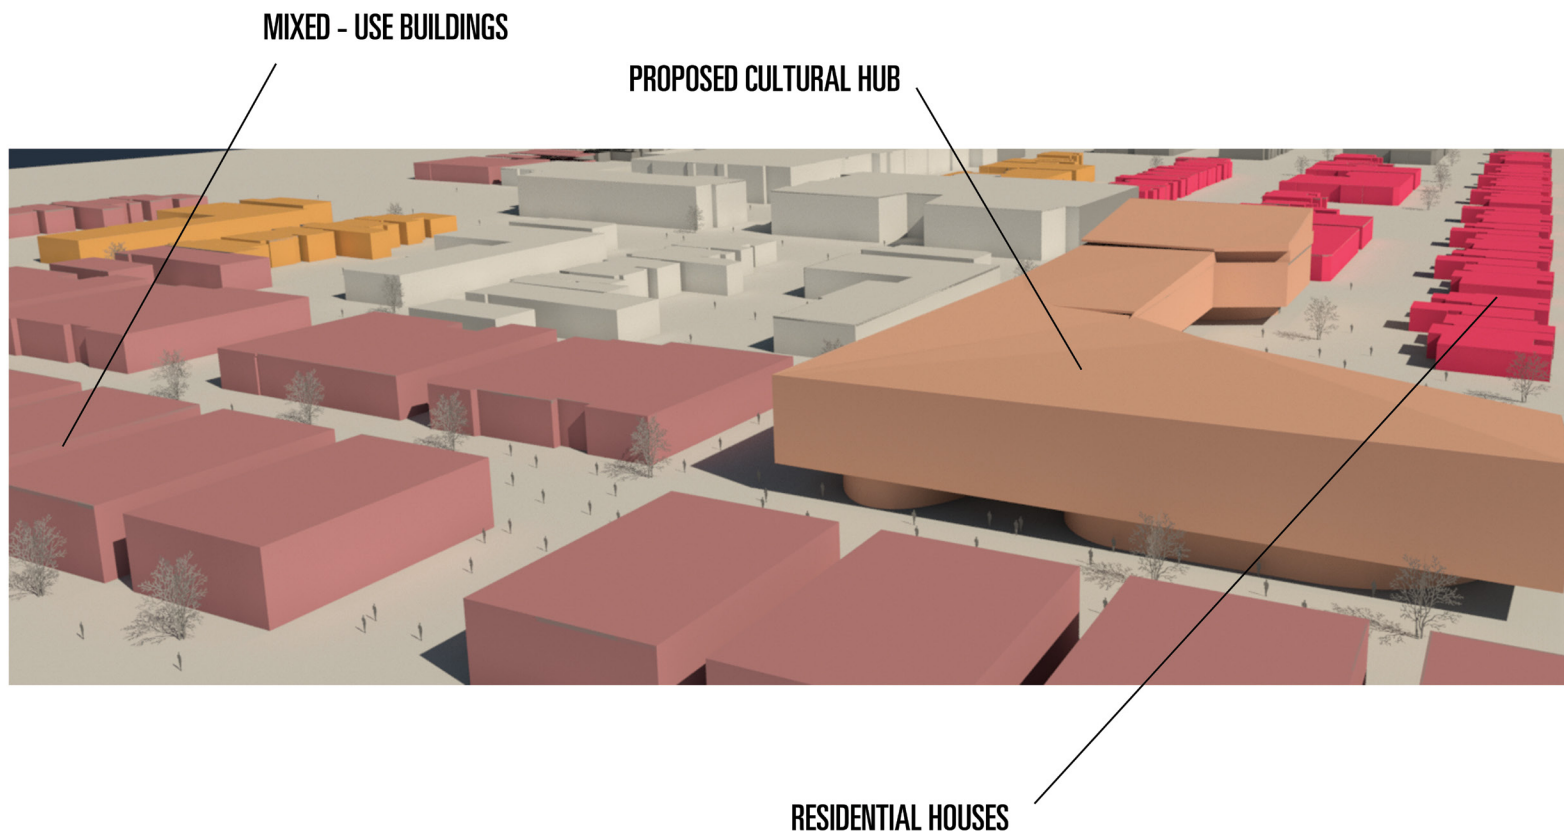 MIXED - USE BUILDINGS
PROPOSED CULTURAL HUB
RESIDENTIAL HOUSES